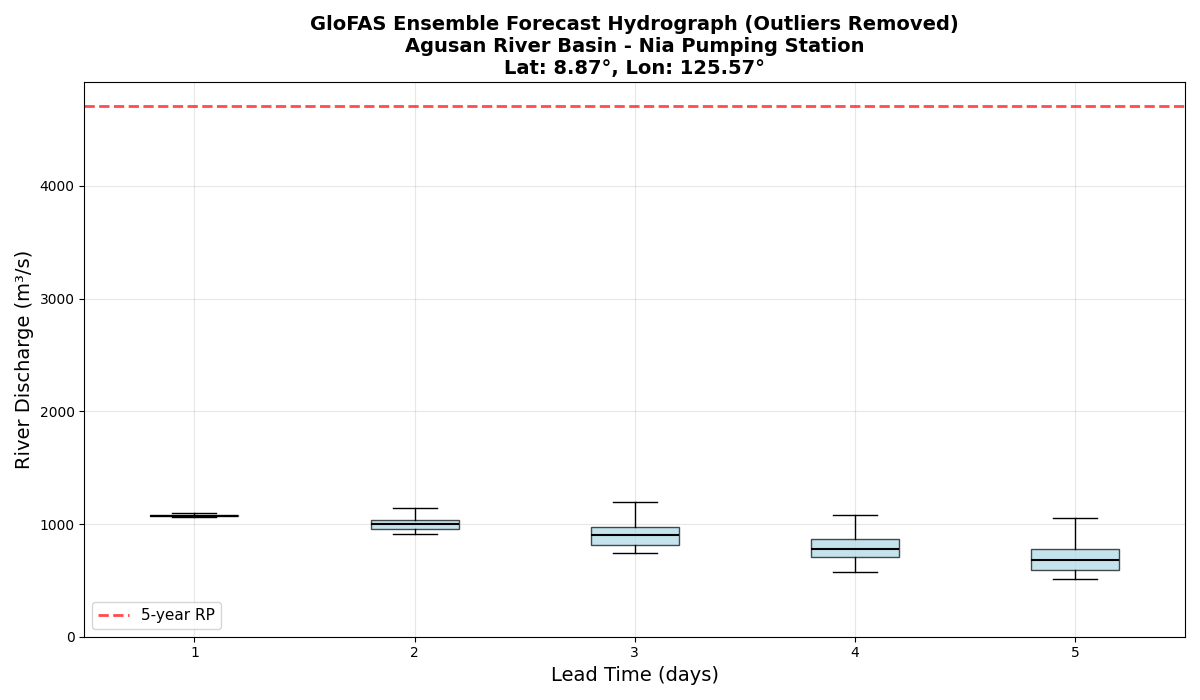 GloFAS Ensemble Forecast Hydrograph (Outliers Removed)
Agusan River Basin - Nia Pumping Station
Lat: 8.87°, Lon: 125.57°
River Discharge (m³/s)
4000
3000
2000
1000
0
5-year RP
1 2 3 4 5
Lead Time (days)